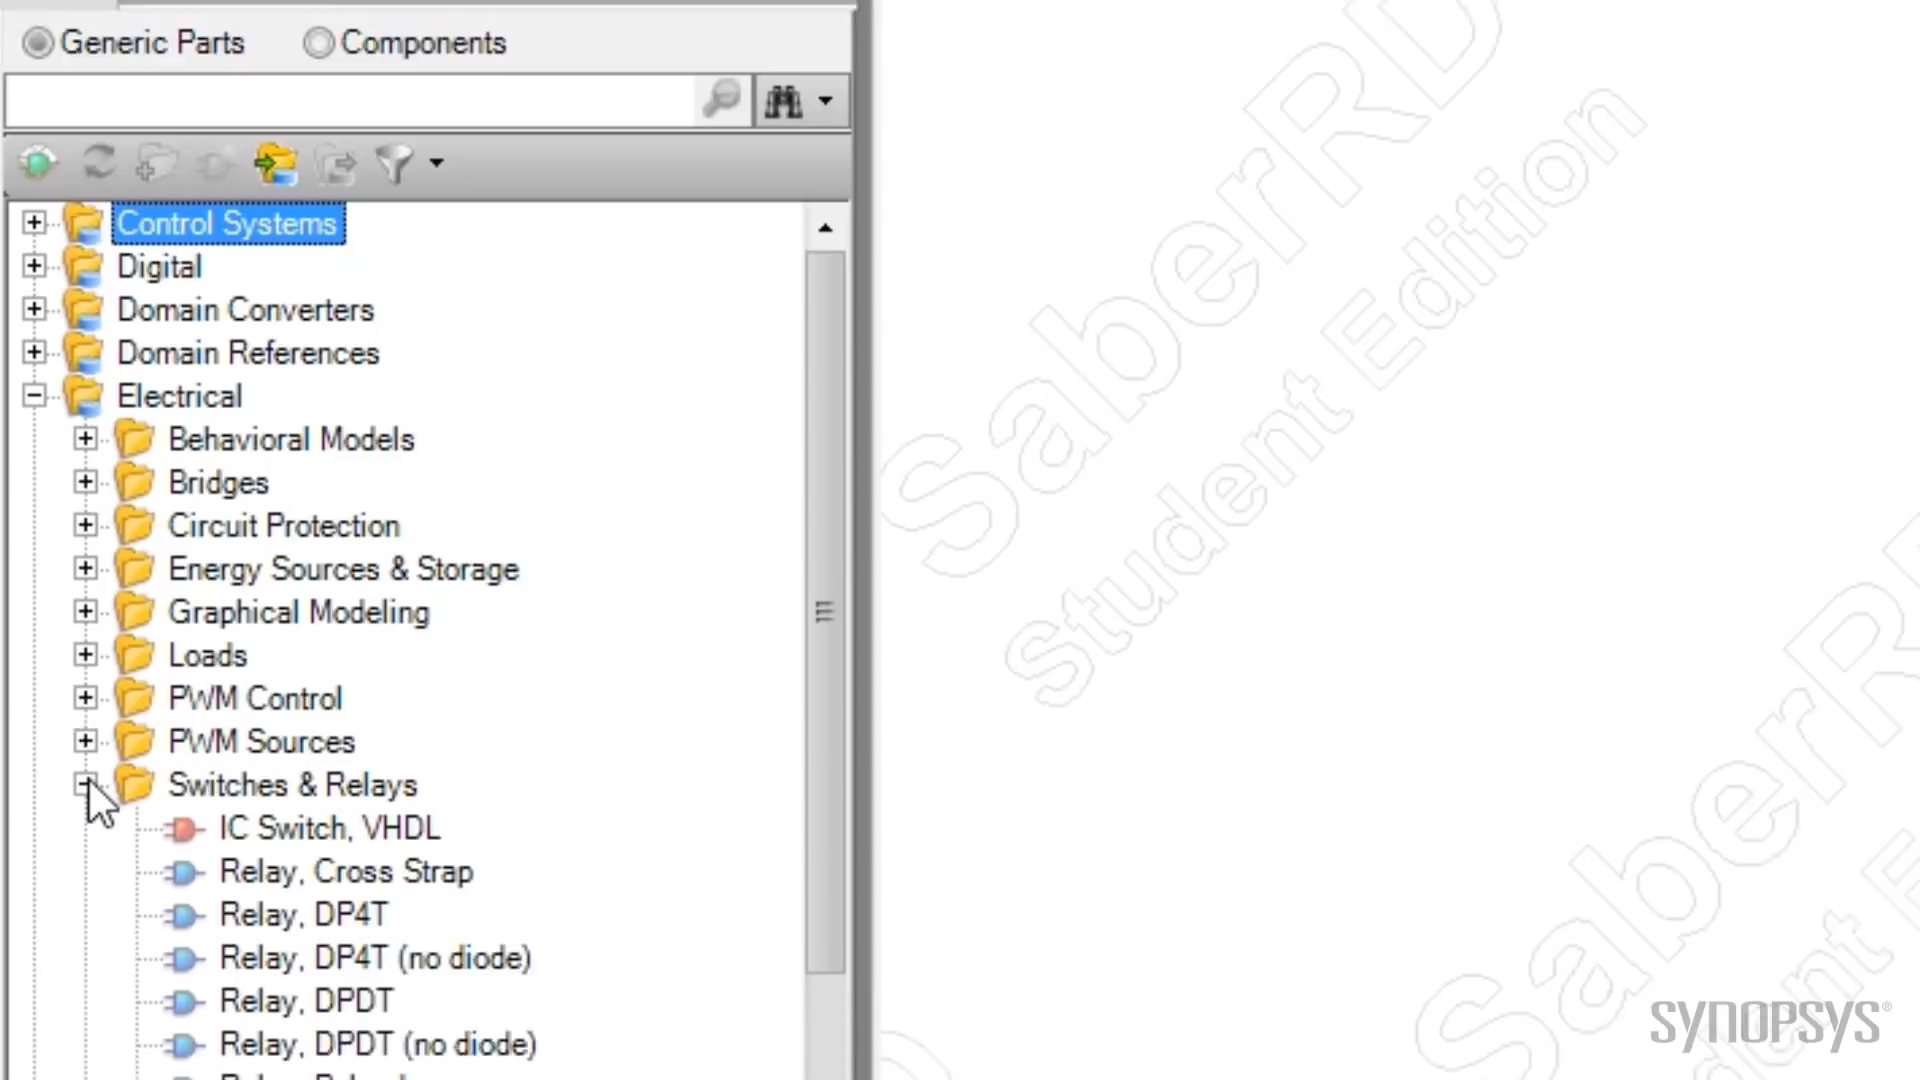 Generic Parts Components
Control Systems
Digital
Domain Converters
Domain References
Electrical
Behavioral Models
Bridges
Circuit Protection
Energy Sources & Storage
Graphical Modeling
Loads
PWM Control
PWM Sources
Switches & Relays
IC Switch, VHDL
Relay, Cross Strap
Relay, DP4T
Relay, DP4T (no diode)
Relay, DPDT
Relay, DPDT (no diode)
SaberRD
Student Edition
SaberR
Student E
SYNOPSYS®